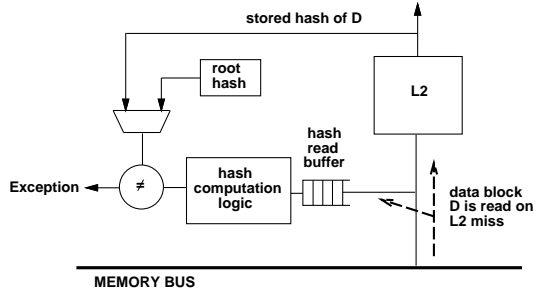 stored hash of D
root
hash
L2
hash
read
buffer
Exception
≠
hash
computation
logic
data block
D is read on
L2 miss
MEMORY BUS